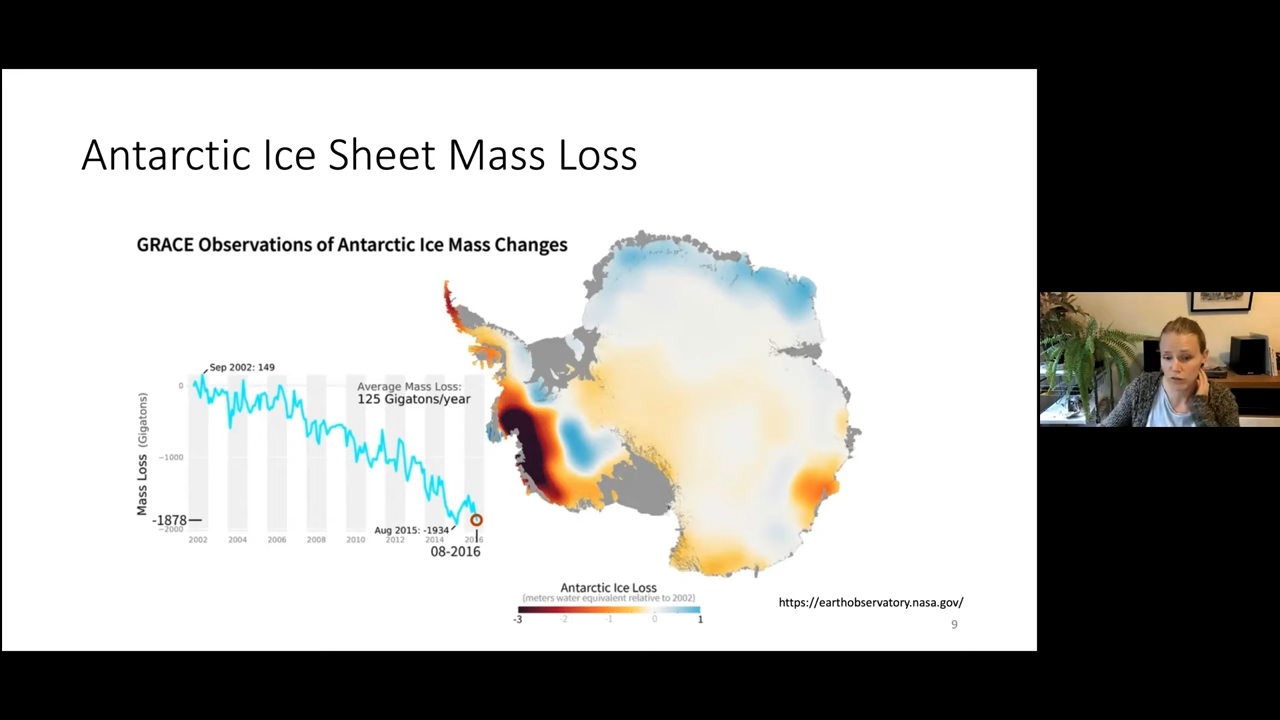 Antarctic Ice Sheet Mass Loss
GRACE Observations of Antarctic Ice Mass Changes
Sep 2002: 149
Average Mass Loss:
125 Gigatons/year
Mass Loss (Gigatons)
0
-1000
-1878
-2000
Aug 2015: -1934
2002 2004 2006 2008 2010 2012 2014 2016
08-2016
Antarctic Ice Loss
(meters water equivalent relative to 2002)
-3 -2 -1 0 1
https://earthobservatory.nasa.gov/
9